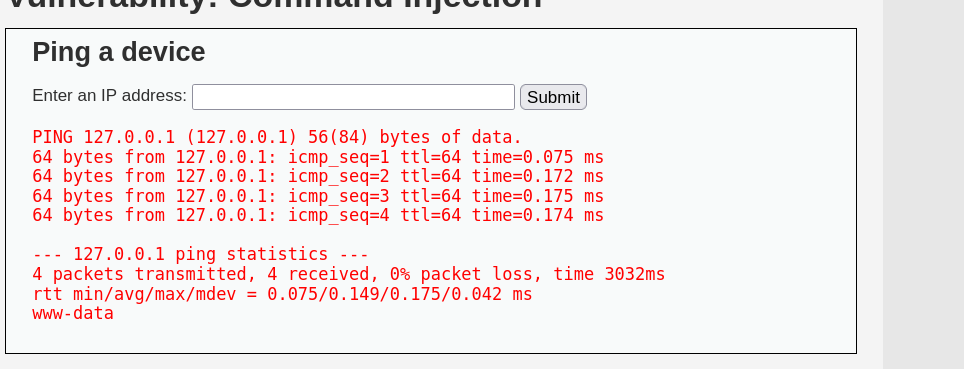 Vulnerability: Command Injection
Ping a device
Enter an IP address:
Submit
PING 127.0.0.1 (127.0.0.1) 56(84) bytes of data.
64 bytes from 127.0.0.1: icmp_seq=1 ttl=64 time=0.075 ms
64 bytes from 127.0.0.1: icmp_seq=2 ttl=64 time=0.172 ms
64 bytes from 127.0.0.1: icmp_seq=3 ttl=64 time=0.175 ms
64 bytes from 127.0.0.1: icmp_seq=4 ttl=64 time=0.174 ms
--- 127.0.0.1 ping statistics ---
4 packets transmitted, 4 received, 0% packet loss, time 3032ms
rtt min/avg/max/mdev = 0.075/0.149/0.175/0.042 ms
www-data